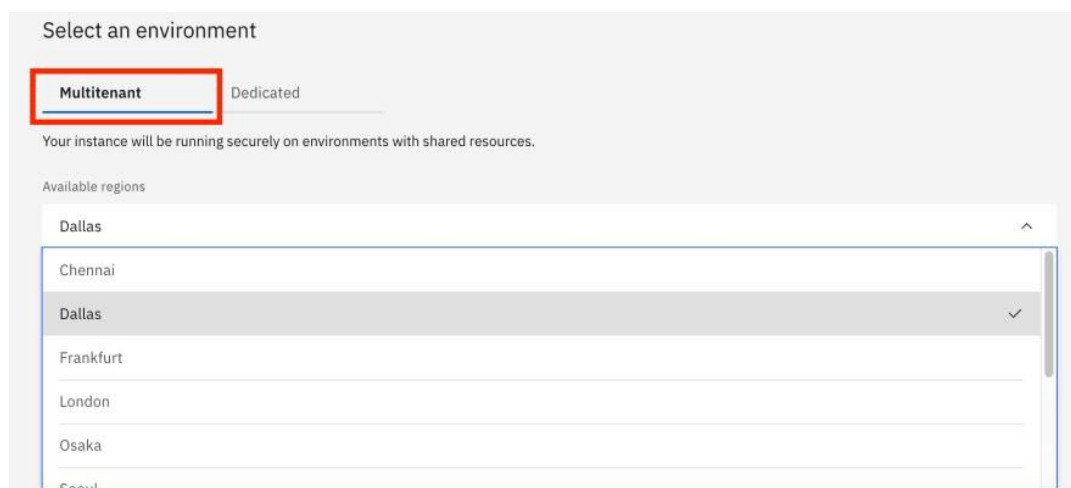 Select an environment
Multitenant Dedicated
Your instance will be running securely on environments with shared resources.
Available regions
Dallas
Chennai
Dallas
Frankfurt
London
Osaka
Seoul